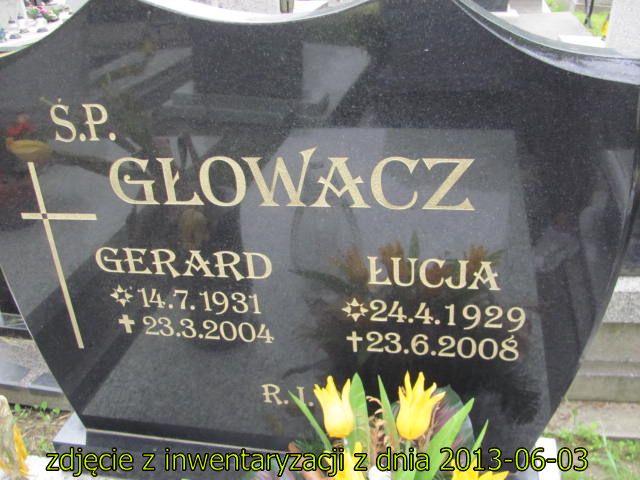 Ś.P.
GŁOWACZ
GERARD
14.7.1931
23.3.2004
ŁUCJA
24.4.1929
23.6.2008
R.I.
zdjęcie z inwentaryzacji z dnia 2013-06-03